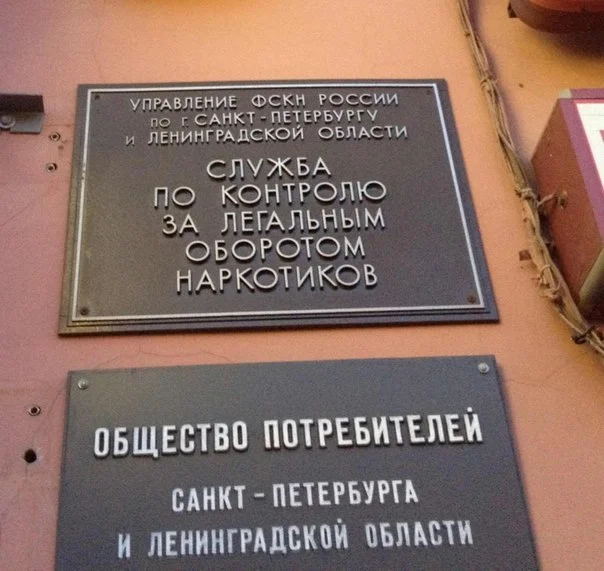 УПРАВЛЕНИЕ ФСКН РОССИИ
ПО Г. САНКТ-ПЕТЕРБУРГУ
И ЛЕНИНГРАДСКОЙ ОБЛАСТИ
СЛУЖБА
ПО КОНТРОЛЮ
ЗА ЛЕГАЛЬНЫМ
ОБОРОТОМ
НАРКОТИКОВ
ОБЩЕСТВО ПОТРЕБИТЕЛЕЙ
САНКТ-ПЕТЕРБУРГА
И ЛЕНИНГРАДСКОЙ ОБЛАСТИ